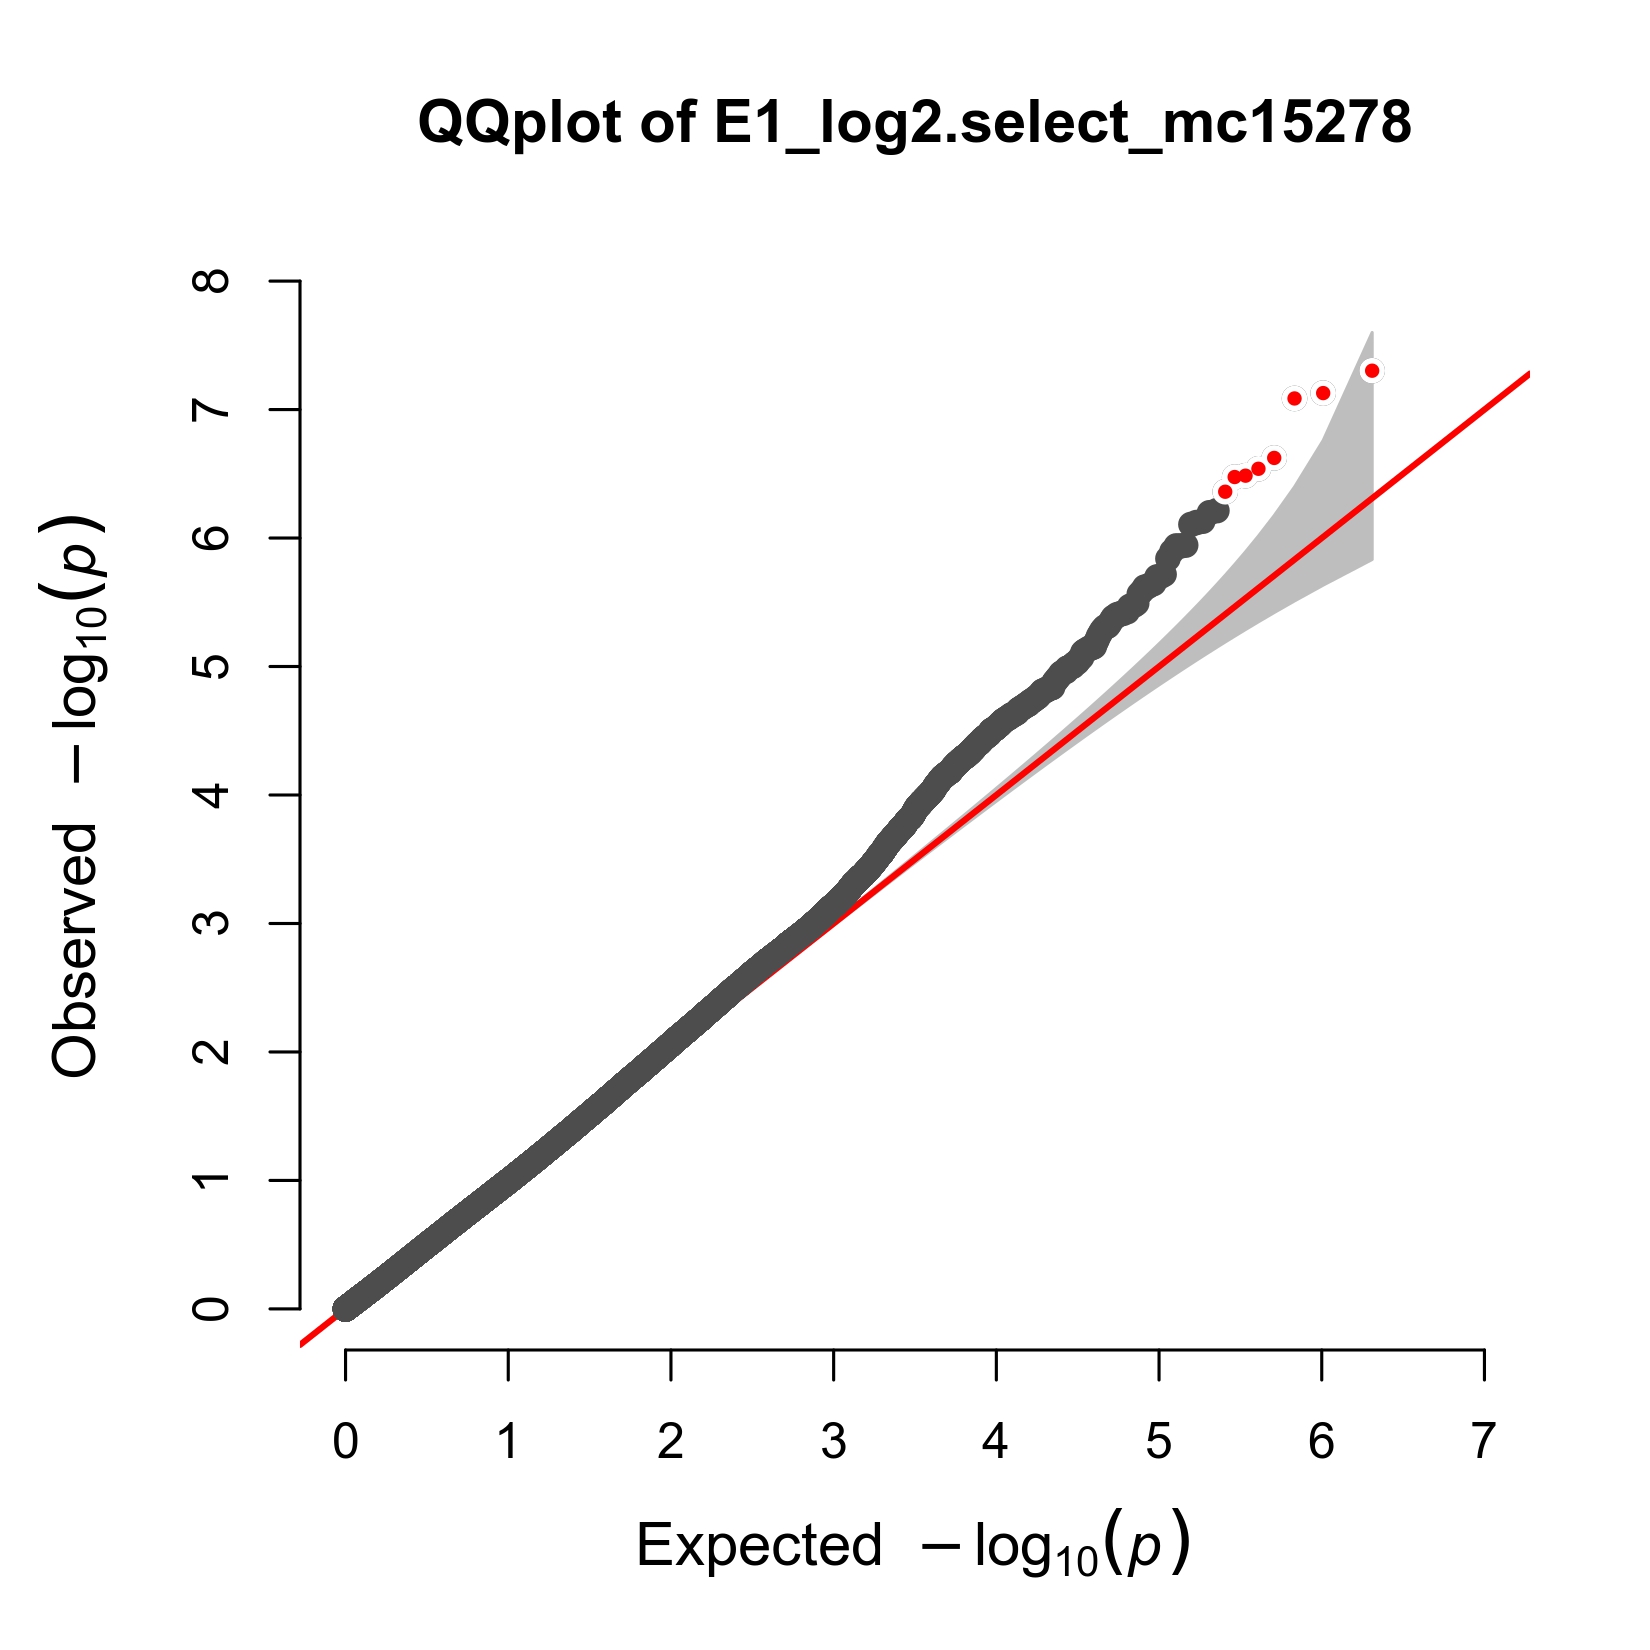 QQplot of E1_log2.select_mc15278
8
7
6
5
4
3
2
1
0
Observed −log10(p)
0 1 2 3 4 5 6 7
Expected −log10(p)